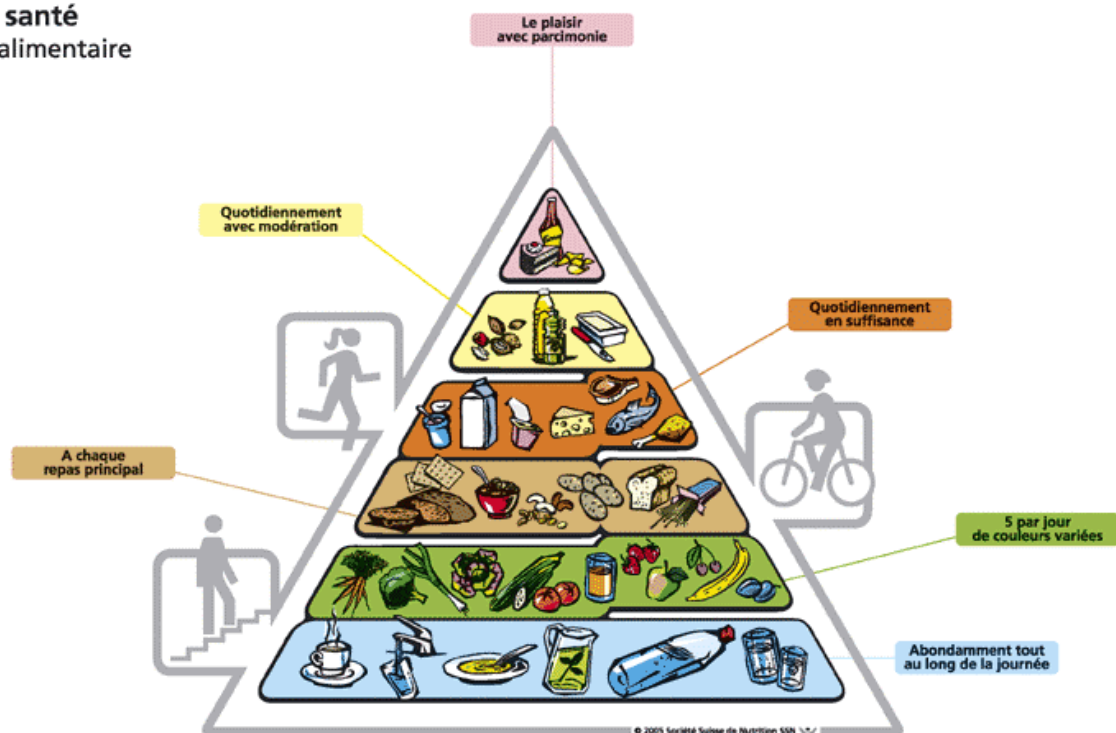 santé
alimentaire
Le plaisir
avec parcimonie
Quotidiennement
avec modération
Quotidiennement
en suffisance
A chaque
repas principal
5 par jour
de couleurs variées
Abondamment tout
au long de la journée
© 2005 Société Suisse de Nutrition SSN